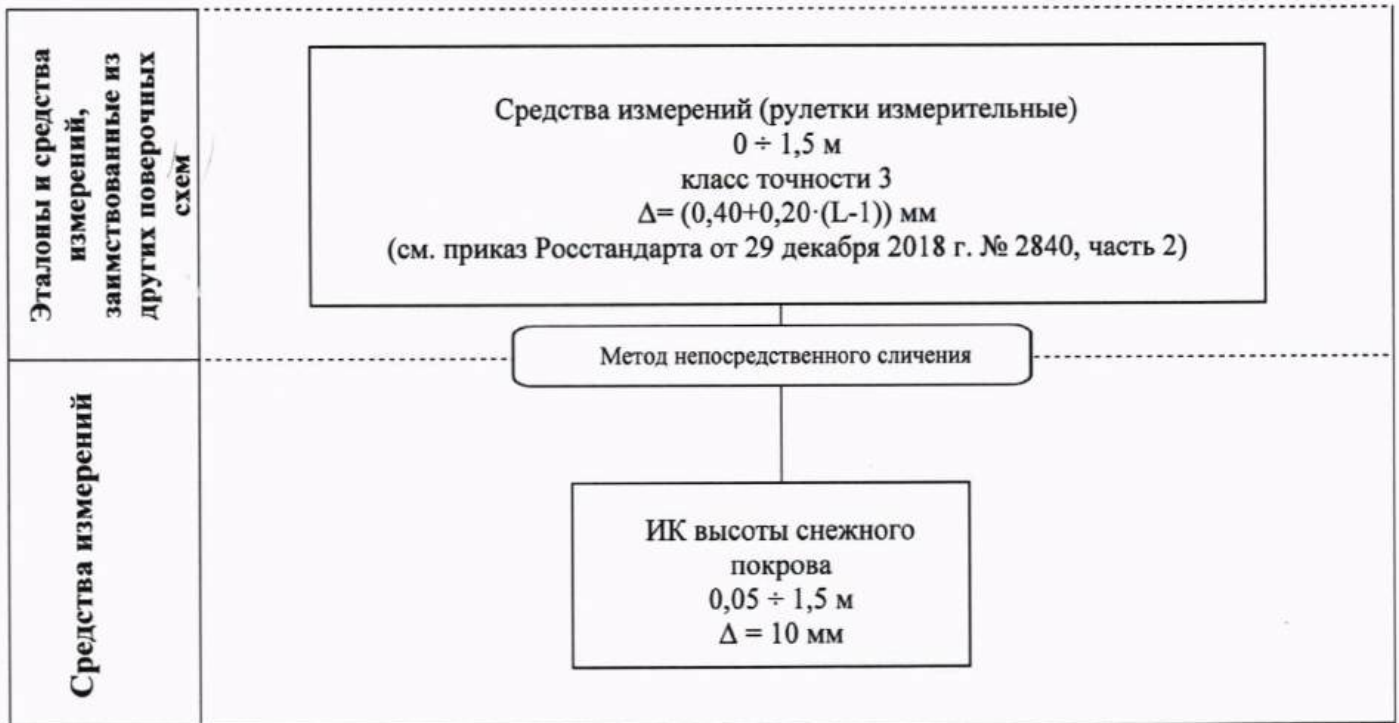 Эталоны и средства
измерений,
заимствованные из
других поверочных
схем
Средства измерений (рулетки измерительные)
0 ÷ 1,5 м
класс точности 3
Δ= (0,40+0,20·(L-1)) мм
(см. приказ Росстандарта от 29 декабря 2018 г. № 2840, часть 2)
Метод непосредственного сличения
Средства измерений
ИК высоты снежного
покрова
0,05 ÷ 1,5 м
Δ = 10 мм